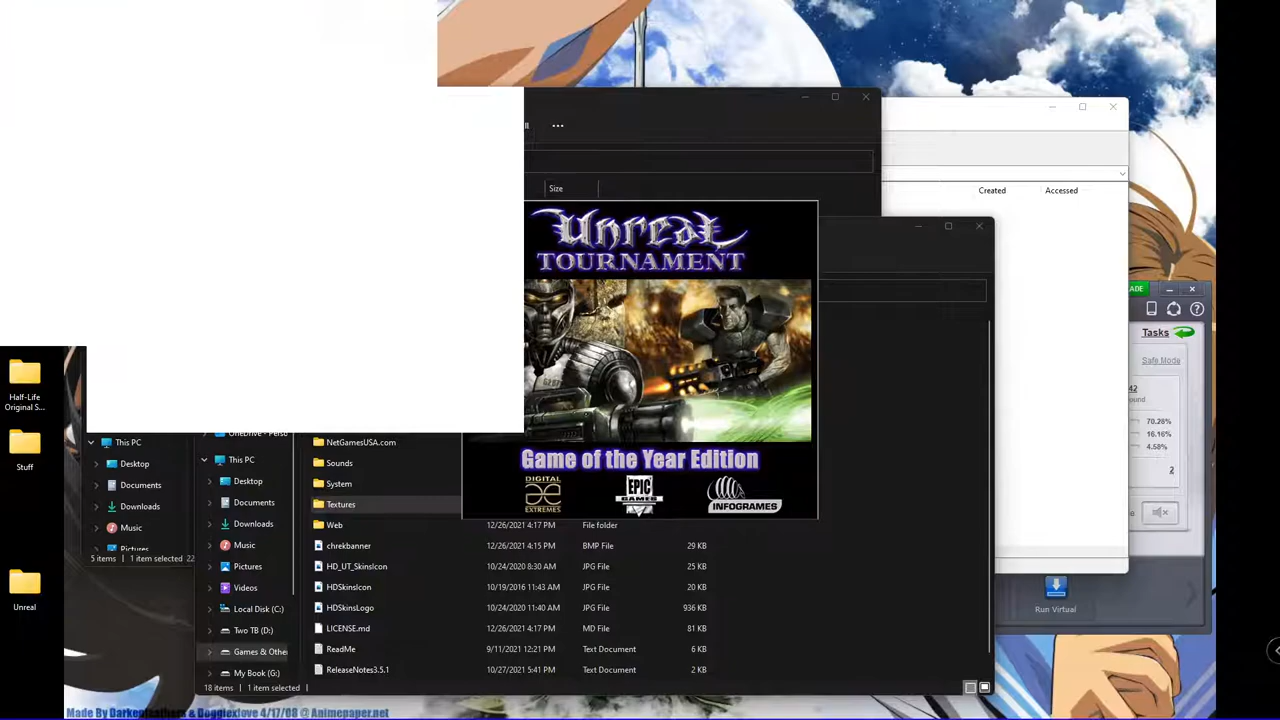 ...
Size
Created Accessed
Unreal
TOURNAMENT
Game of the Year Edition
DIGITAL
EXTREMES
EPIC
GAMES
INFOGRAMES
ADE
Tasks
Safe Mode
42
ound
70.26%
16.16%
4.58%
2
e
Run Virtual
Half-Life
Original S...
Stuff
Unreal
This PC
Desktop
Documents
Downloads
Music
Pictures
5 items 1 item selected 22
OneDrive - Perso
This PC
Desktop
Documents
Downloads
Music
Pictures
Videos
Local Disk (C:)
Two TB (D:)
Games & Othe
My Book (G:)
NetGamesUSA.com
Sounds
System
Textures
Web 12/26/2021 4:17 PM File folder
chrekbanner 12/26/2021 4:15 PM BMP File 29 KB
HD_UT_SkinsIcon 10/24/2020 8:30 AM JPG File 25 KB
HDSkinsIcon 10/19/2016 11:43 AM JPG File 20 KB
HDSkinsLogo 10/24/2020 11:40 AM JPG File 936 KB
LICENSE.md 12/26/2021 4:17 PM MD File 81 KB
ReadMe 9/11/2021 12:21 PM Text Document 6 KB
ReleaseNotes3.5.1 10/27/2021 5:41 PM Text Document 2 KB
18 items 1 item selected
Made By Darkenfeathers & Doggiexlove 4/17/08 @ Animepaper.net